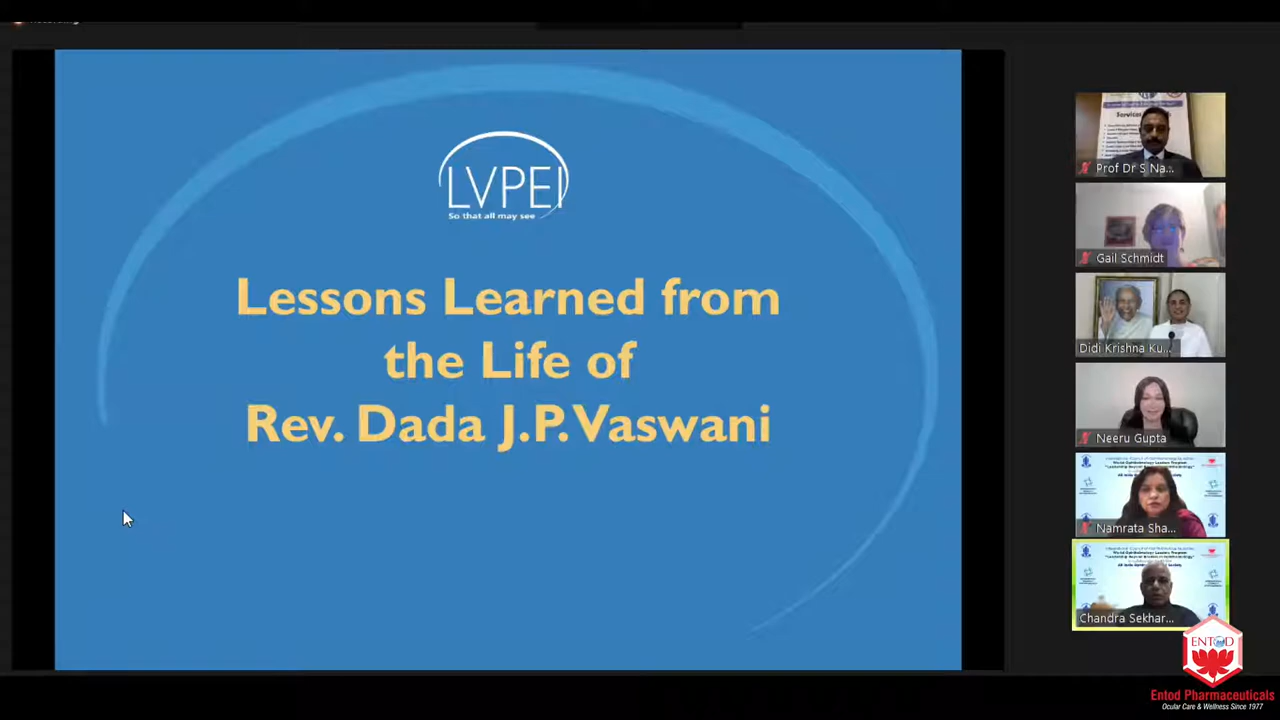 LVPEI
So that all may see
Lessons Learned from
the Life of
Rev. Dada J.P. Vaswani
Prof Dr S Na...
Gail Schmidt
Didi Krishna Ku...
Neeru Gupta
Namrata Sha...
Chandra Sekhar...
ENTOD
Entod Pharmaceuticals
Ocular Care & Wellness Since 1977